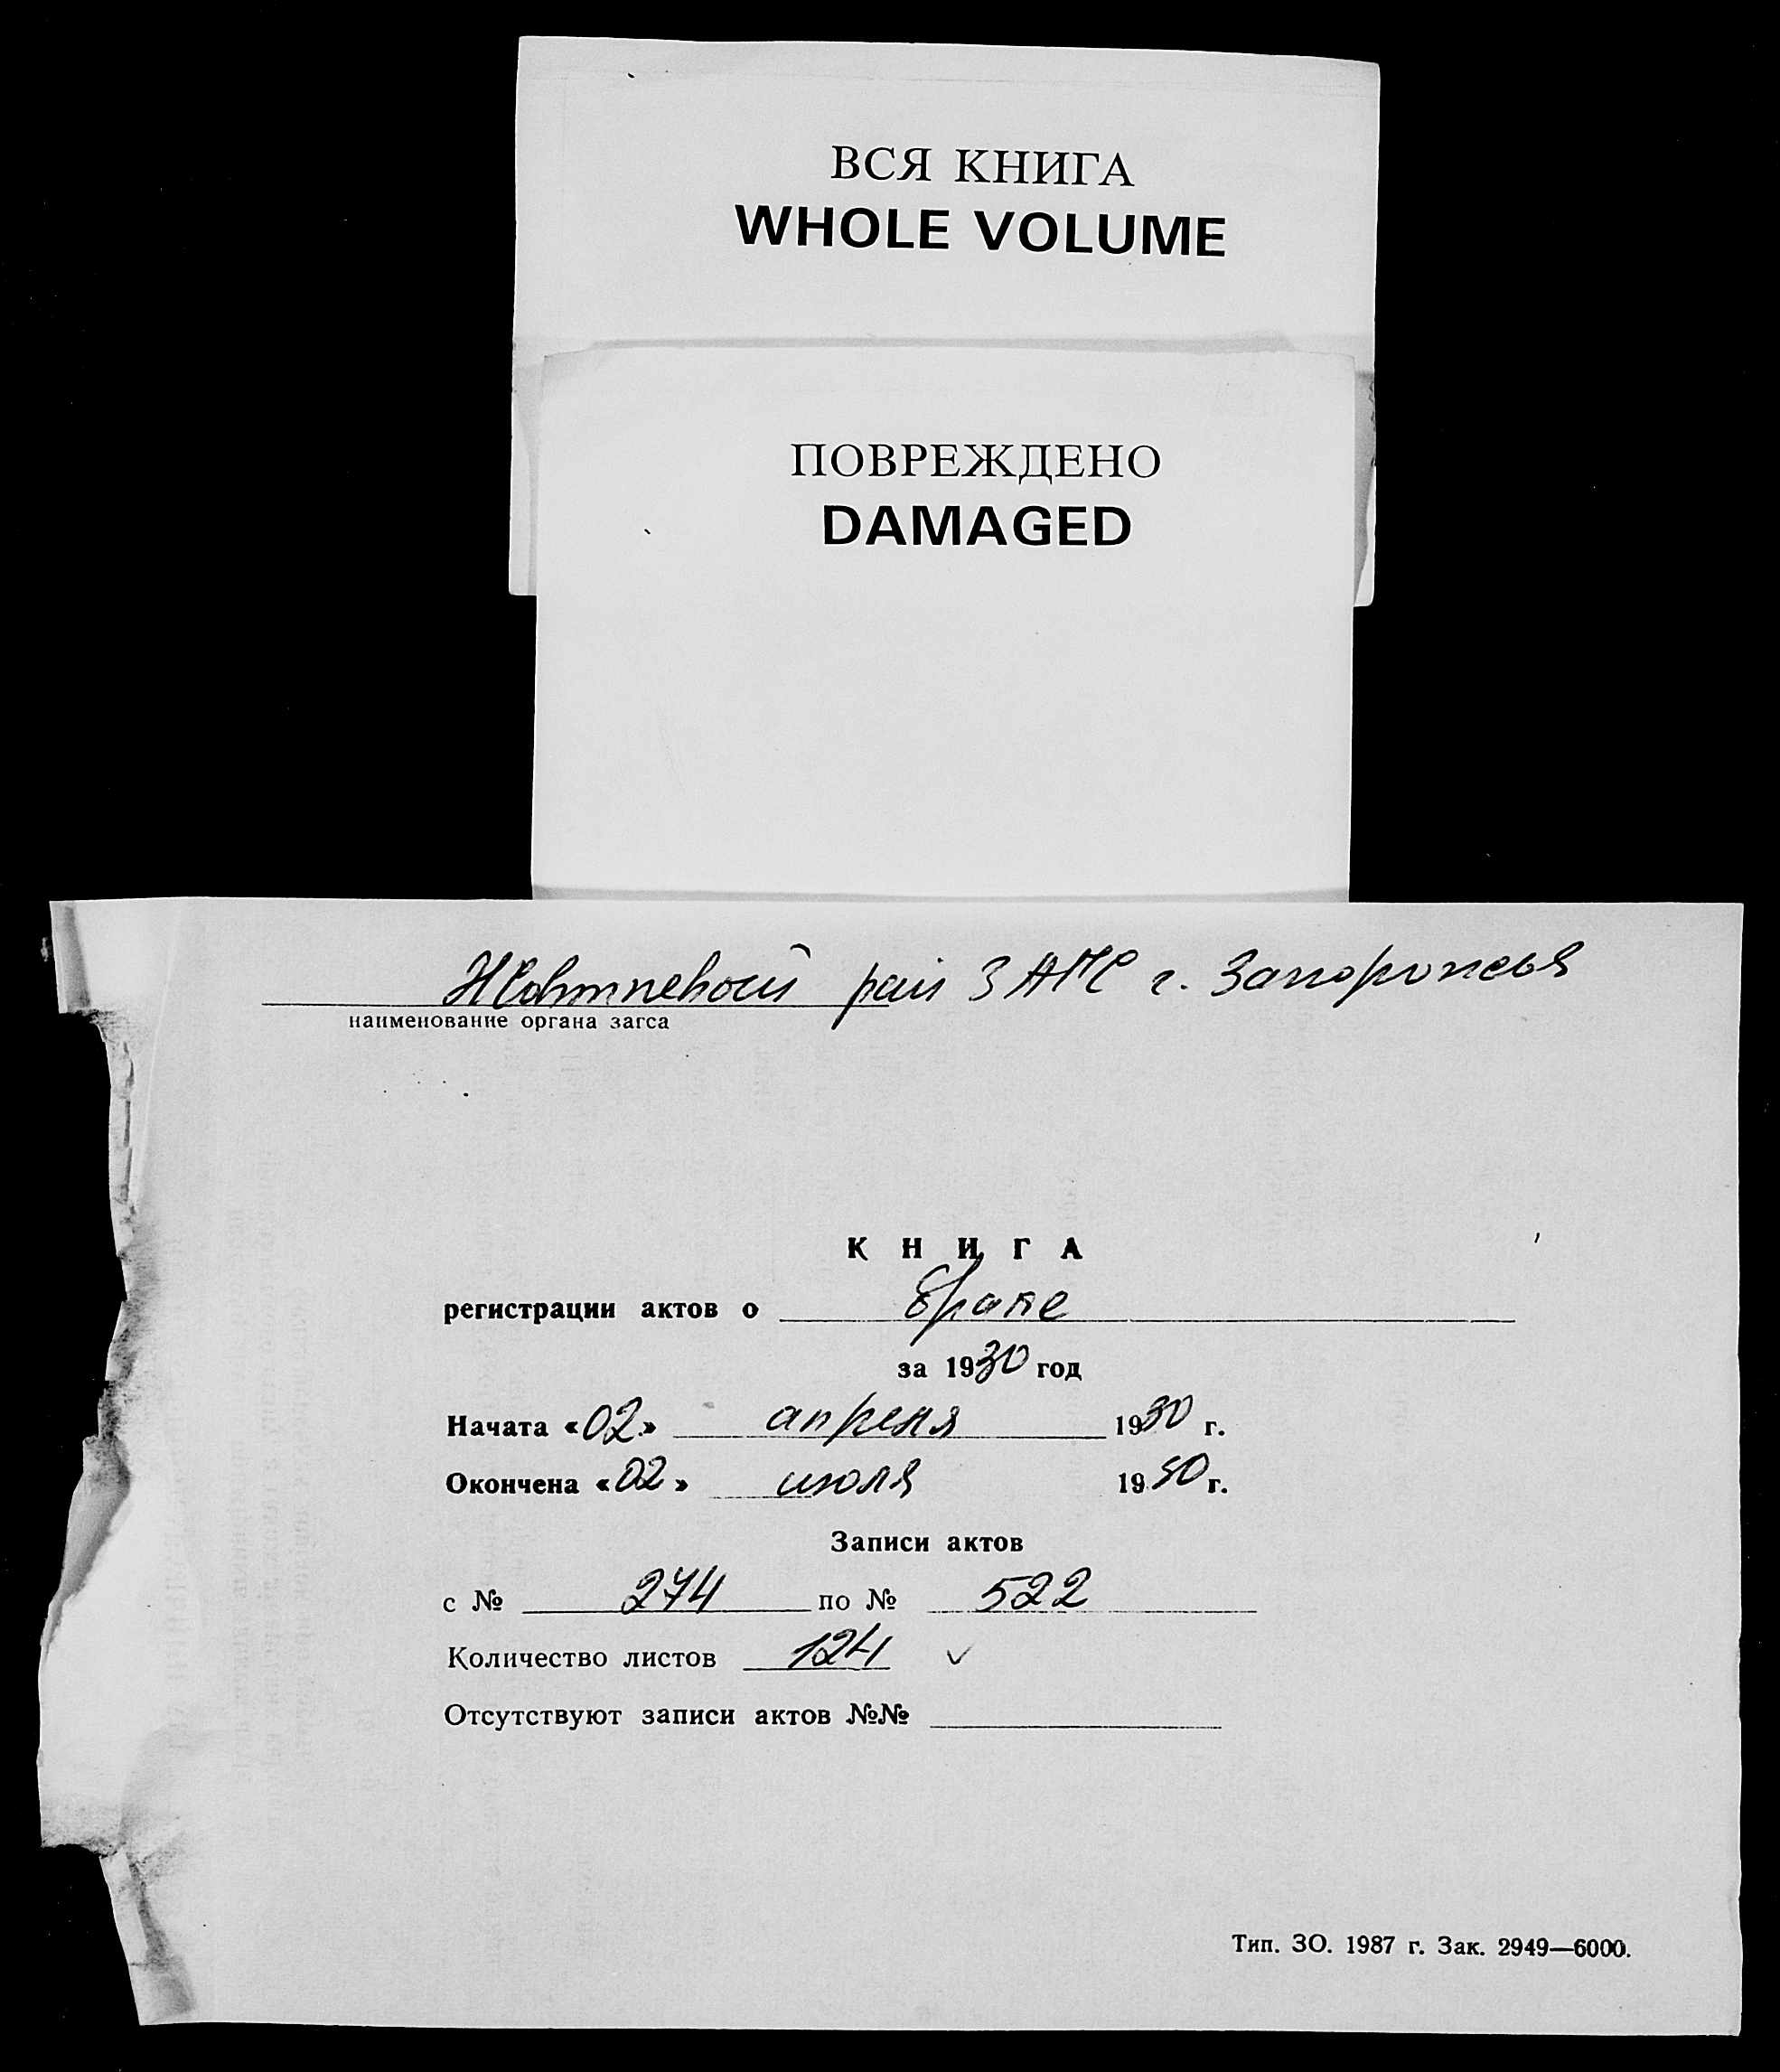 ВСЯ КНИГА
WHOLE VOLUME
ПОВРЕЖДЕНО
DAMAGED
Жовтневый рай ЗАГС г. Запорожья
наименование органа загса
КНИГА
регистрации актов о браке
за 1930 год
Начата «02» апреля 1930 г.
Окончена «02» июля 1930 г.
Записи актов
с № 274 по № 522
Количество листов 124 ✓
Отсутствуют записи актов №№
Тип. ЗО. 1987 г. Зак. 2949—6000.